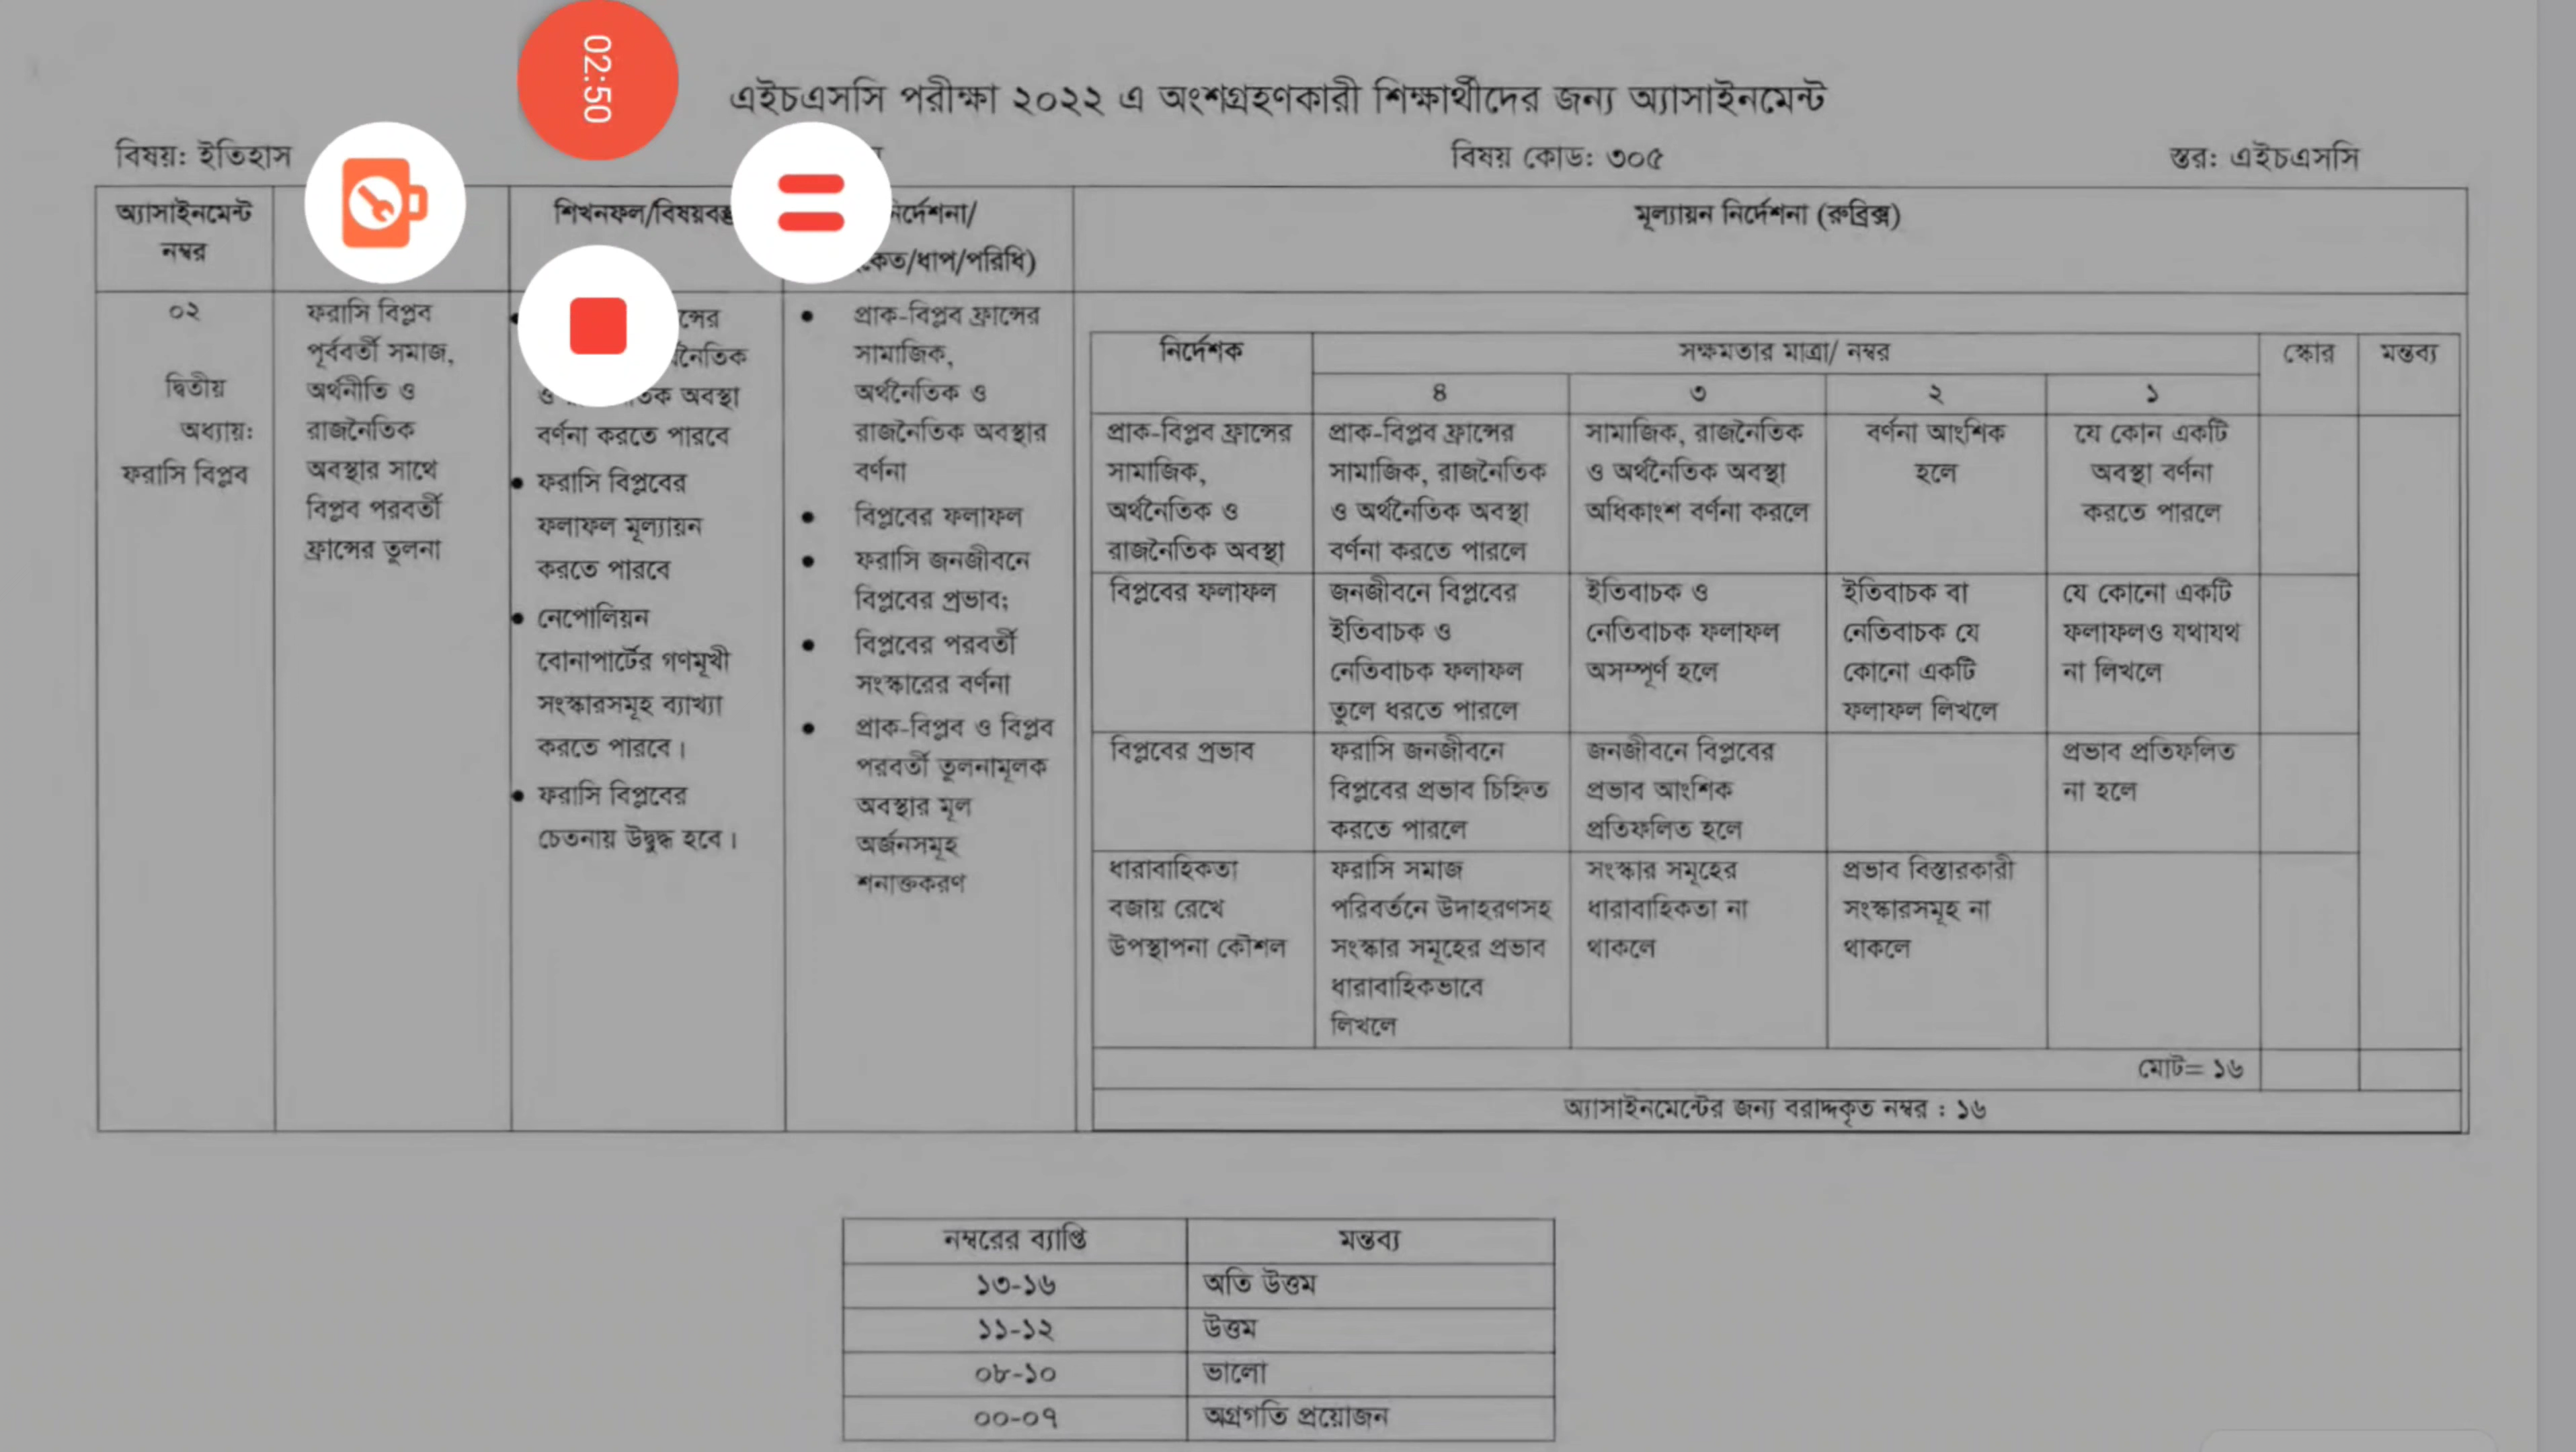 02:50
এইচএসসি পরীক্ষা ২০২২ এ অংশগ্রহণকারী শিক্ষার্থীদের জন্য অ্যাসাইনমেন্ট
বিষয়: ইতিহাস
বিষয় কোড: ৩০৫
স্তর: এইচএসসি
অ্যাসাইনমেন্ট
নম্বর
শিখনফল/বিষয়বস্তু
নির্দেশনা/
কেত/ধাপ/পরিধি)
মূল্যায়ন নির্দেশনা (রুব্রিক্স)
০২
দ্বিতীয়
অধ্যায়:
ফরাসি বিপ্লব
ফরাসি বিপ্লব
পূর্ববর্তী সমাজ,
অর্থনীতি ও
রাজনৈতিক
অবস্থার সাথে
বিপ্লব পরবর্তী
ফ্রান্সের তুলনা
ন্সের
নৈতিক
ও তিক অবস্থা
বর্ণনা করতে পারবে
• ফরাসি বিপ্লবের
ফলাফল মূল্যায়ন
করতে পারবে
• নেপোলিয়ন
বোনাপার্টের গণমূখী
সংস্কারসমূহ ব্যাখ্যা
করতে পারবে।
• ফরাসি বিপ্লবের
চেতনায় উদ্বুদ্ধ হবে।
• প্রাক-বিপ্লব ফ্রান্সের
সামাজিক,
অর্থনৈতিক ও
রাজনৈতিক অবস্থার
বর্ণনা
• বিপ্লবের ফলাফল
• ফরাসি জনজীবনে
বিপ্লবের প্রভাব;
• বিপ্লবের পরবর্তী
সংস্কারের বর্ণনা
• প্রাক-বিপ্লব ও বিপ্লব
পরবর্তী তুলনামূলক
অবস্থার মূল
অর্জনসমূহ
শনাক্তকরণ
নির্দেশক
সক্ষমতার মাত্রা/ নম্বর
স্কোর
মন্তব্য
৪
৩
২
১
প্রাক-বিপ্লব ফ্রান্সের
সামাজিক,
অর্থনৈতিক ও
রাজনৈতিক অবস্থা
প্রাক-বিপ্লব ফ্রান্সের
সামাজিক, রাজনৈতিক
ও অর্থনৈতিক অবস্থা
বর্ণনা করতে পারলে
সামাজিক, রাজনৈতিক
ও অর্থনৈতিক অবস্থা
অধিকাংশ বর্ণনা করলে
বর্ণনা আংশিক
হলে
যে কোন একটি
অবস্থা বর্ণনা
করতে পারলে
বিপ্লবের ফলাফল
জনজীবনে বিপ্লবের
ইতিবাচক ও
নেতিবাচক ফলাফল
তুলে ধরতে পারলে
ইতিবাচক ও
নেতিবাচক ফলাফল
অসম্পূর্ণ হলে
ইতিবাচক বা
নেতিবাচক যে
কোনো একটি
ফলাফল লিখলে
যে কোনো একটি
ফলাফলও যথাযথ
না লিখলে
বিপ্লবের প্রভাব
ফরাসি জনজীবনে
বিপ্লবের প্রভাব চিহ্নিত
করতে পারলে
জনজীবনে বিপ্লবের
প্রভাব আংশিক
প্রতিফলিত হলে
প্রভাব প্রতিফলিত
না হলে
ধারাবাহিকতা
বজায় রেখে
উপস্থাপনা কৌশল
ফরাসি সমাজ
পরিবর্তনে উদাহরণসহ
সংস্কার সমূহের প্রভাব
ধারাবাহিকভাবে
লিখলে
সংস্কার সমূহের
ধারাবাহিকতা না
থাকলে
প্রভাব বিস্তারকারী
সংস্কারসমূহ না
থাকলে
মোট= ১৬
অ্যাসাইনমেন্টের জন্য বরাদ্দকৃত নম্বর : ১৬
নম্বরের ব্যাপ্তি
মন্তব্য
১৩-১৬
অতি উত্তম
১১-১২
উত্তম
০৮-১০
ভালো
০০-০৭
অগ্রগতি প্রয়োজন